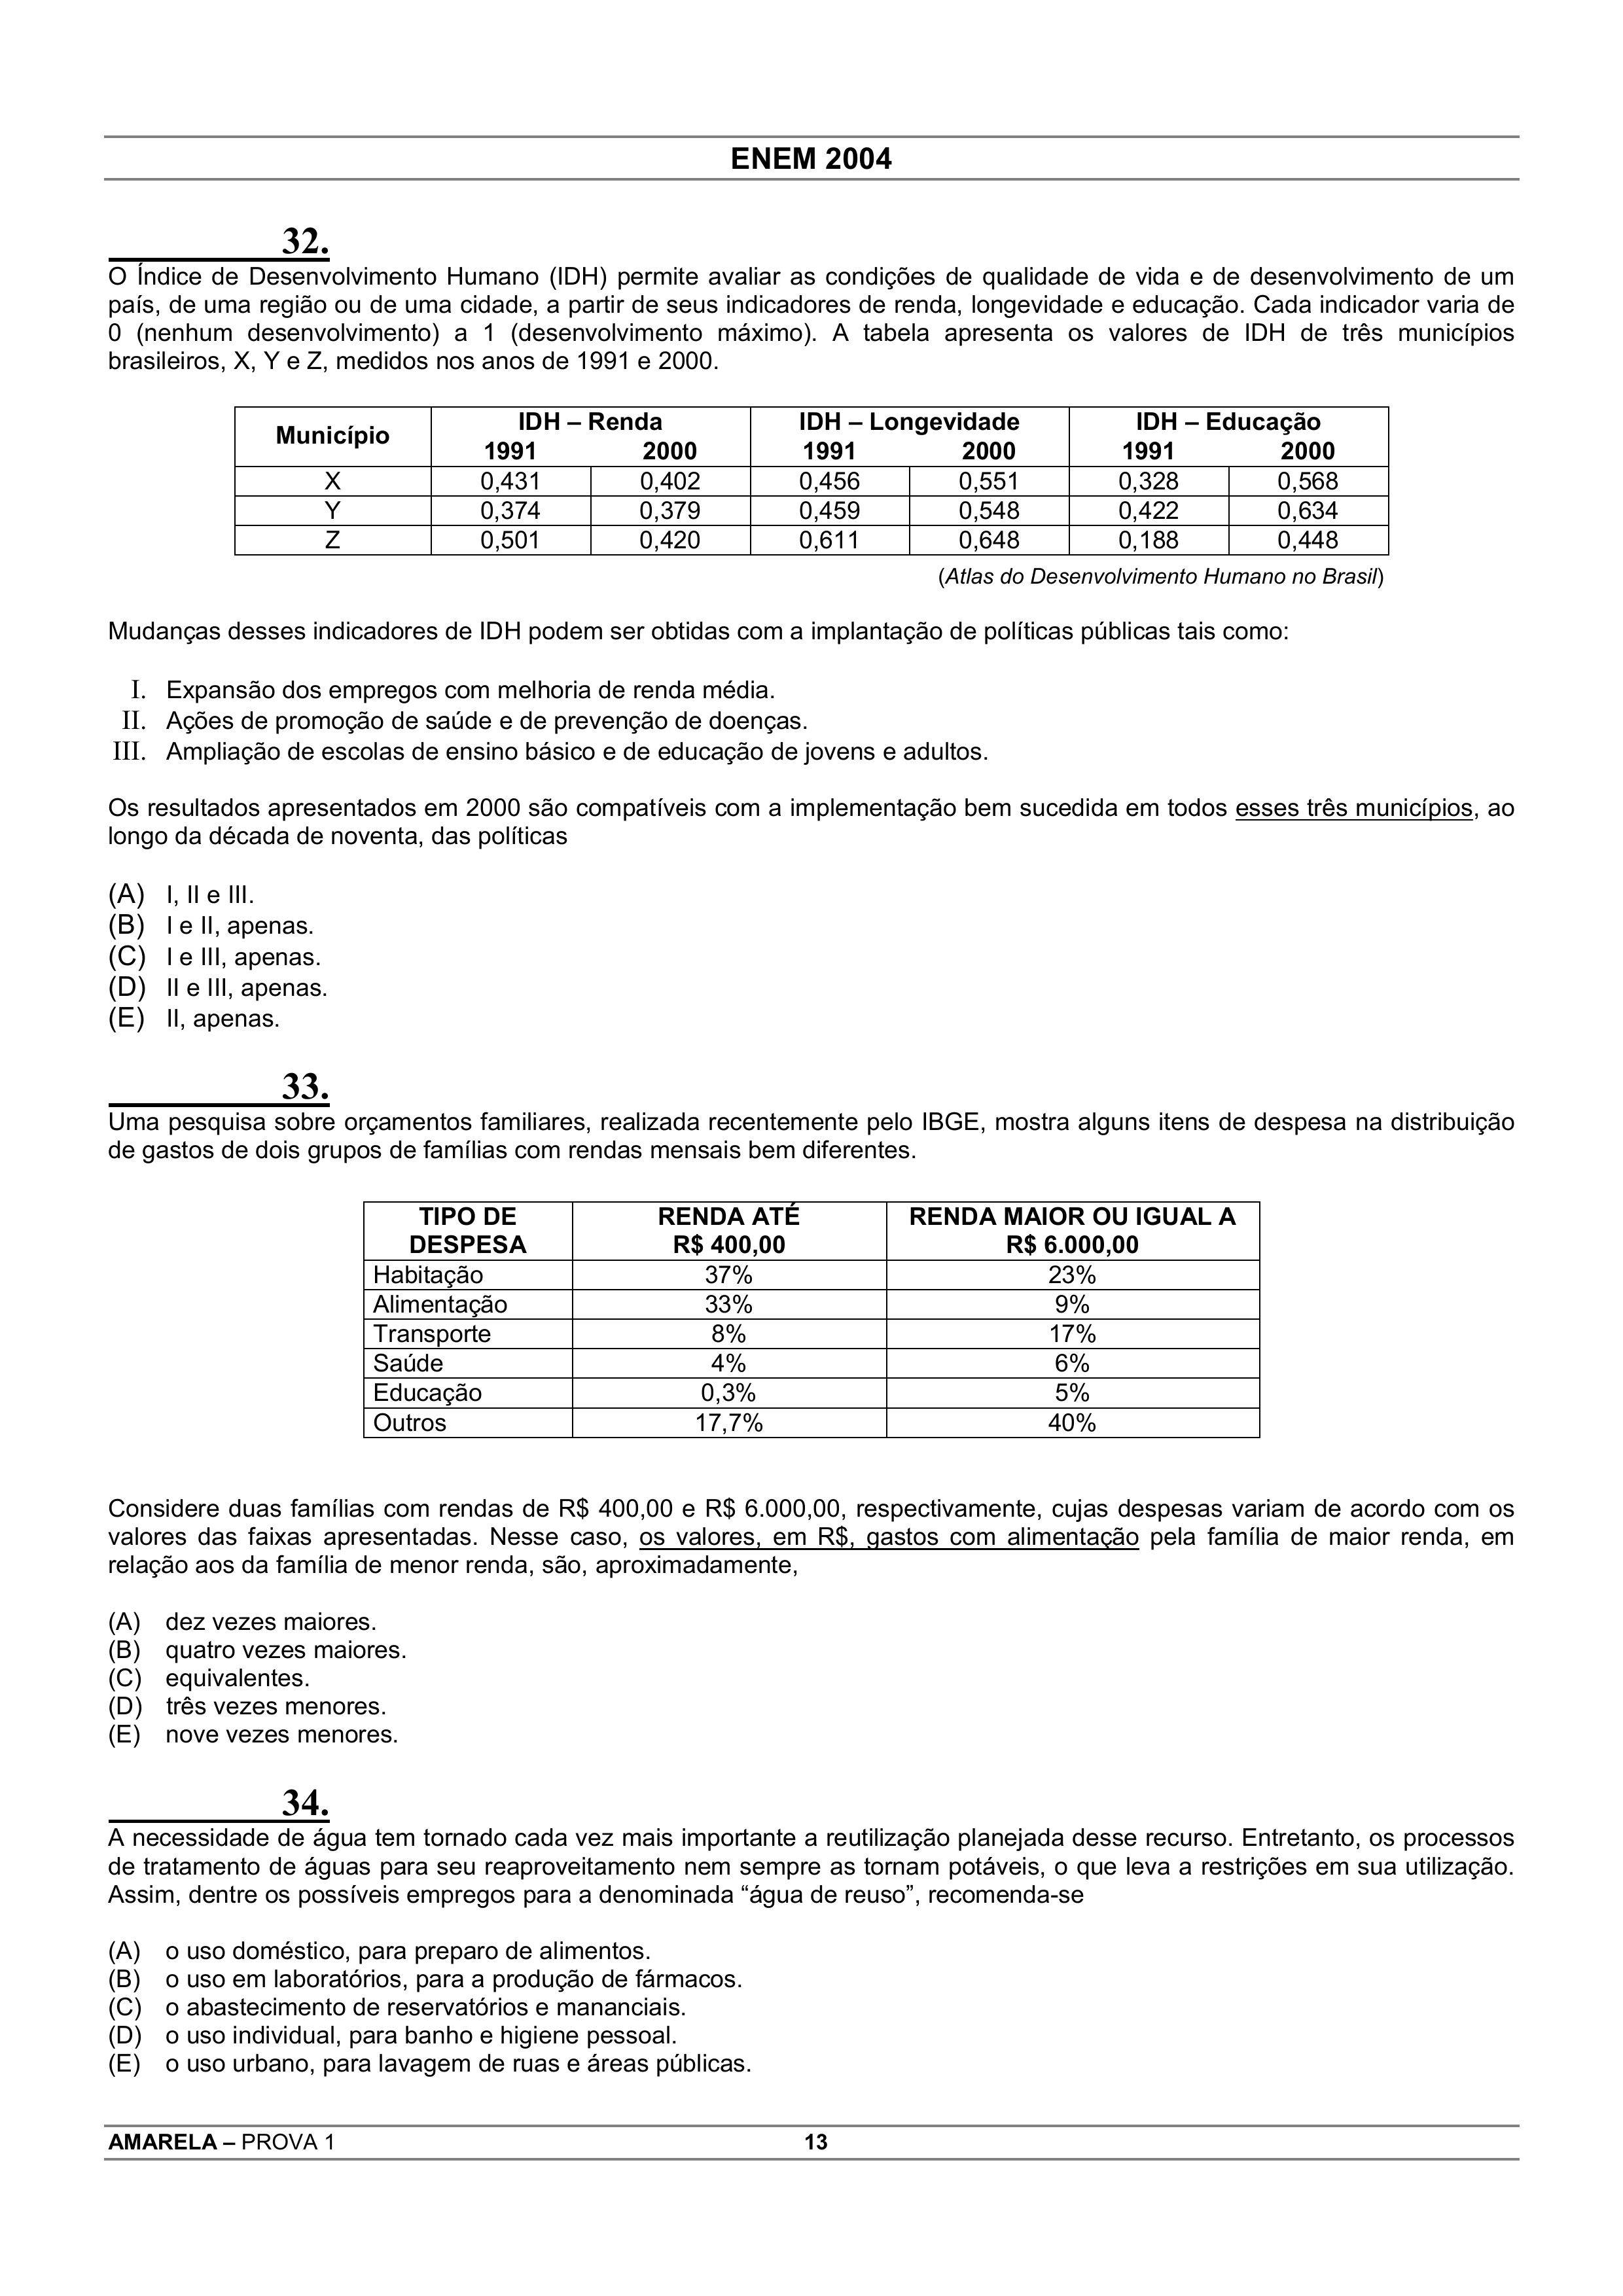 ENEM 2004
32.
O Índice de Desenvolvimento Humano (IDH) permite avaliar as condições de qualidade de vida e de desenvolvimento de um
país, de uma região ou de uma cidade, a partir de seus indicadores de renda, longevidade e educação. Cada indicador varia de
0 (nenhum desenvolvimento) a 1 (desenvolvimento máximo). A tabela apresenta os valores de IDH de três municípios
brasileiros, X, Y e Z, medidos nos anos de 1991 e 2000.
Município IDH – Renda IDH – Longevidade IDH – Educação
1991 2000 1991 2000 1991 2000
X 0,431 0,402 0,456 0,551 0,328 0,568
Y 0,374 0,379 0,459 0,548 0,422 0,634
Z 0,501 0,420 0,611 0,648 0,188 0,448
(Atlas do Desenvolvimento Humano no Brasil)
Mudanças desses indicadores de IDH podem ser obtidas com a implantação de políticas públicas tais como:
I. Expansão dos empregos com melhoria de renda média.
II. Ações de promoção de saúde e de prevenção de doenças.
III. Ampliação de escolas de ensino básico e de educação de jovens e adultos.
Os resultados apresentados em 2000 são compatíveis com a implementação bem sucedida em todos esses três municípios, ao
longo da década de noventa, das políticas
(A) I, II e III.
(B) I e II, apenas.
(C) I e III, apenas.
(D) II e III, apenas.
(E) II, apenas.
33.
Uma pesquisa sobre orçamentos familiares, realizada recentemente pelo IBGE, mostra alguns itens de despesa na distribuição
de gastos de dois grupos de famílias com rendas mensais bem diferentes.
TIPO DE RENDA ATÉ RENDA MAIOR OU IGUAL A
DESPESA R$ 400,00 R$ 6.000,00
Habitação 37% 23%
Alimentação 33% 9%
Transporte 8% 17%
Saúde 4% 6%
Educação 0,3% 5%
Outros 17,7% 40%
Considere duas famílias com rendas de R$ 400,00 e R$ 6.000,00, respectivamente, cujas despesas variam de acordo com os
valores das faixas apresentadas. Nesse caso, os valores, em R$, gastos com alimentação pela família de maior renda, em
relação aos da família de menor renda, são, aproximadamente,
(A) dez vezes maiores.
(B) quatro vezes maiores.
(C) equivalentes.
(D) três vezes menores.
(E) nove vezes menores.
34.
A necessidade de água tem tornado cada vez mais importante a reutilização planejada desse recurso. Entretanto, os processos
de tratamento de águas para seu reaproveitamento nem sempre as tornam potáveis, o que leva a restrições em sua utilização.
Assim, dentre os possíveis empregos para a denominada “água de reuso”, recomenda-se
(A) o uso doméstico, para preparo de alimentos.
(B) o uso em laboratórios, para a produção de fármacos.
(C) o abastecimento de reservatórios e mananciais.
(D) o uso individual, para banho e higiene pessoal.
(E) o uso urbano, para lavagem de ruas e áreas públicas.
AMARELA – PROVA 1 13